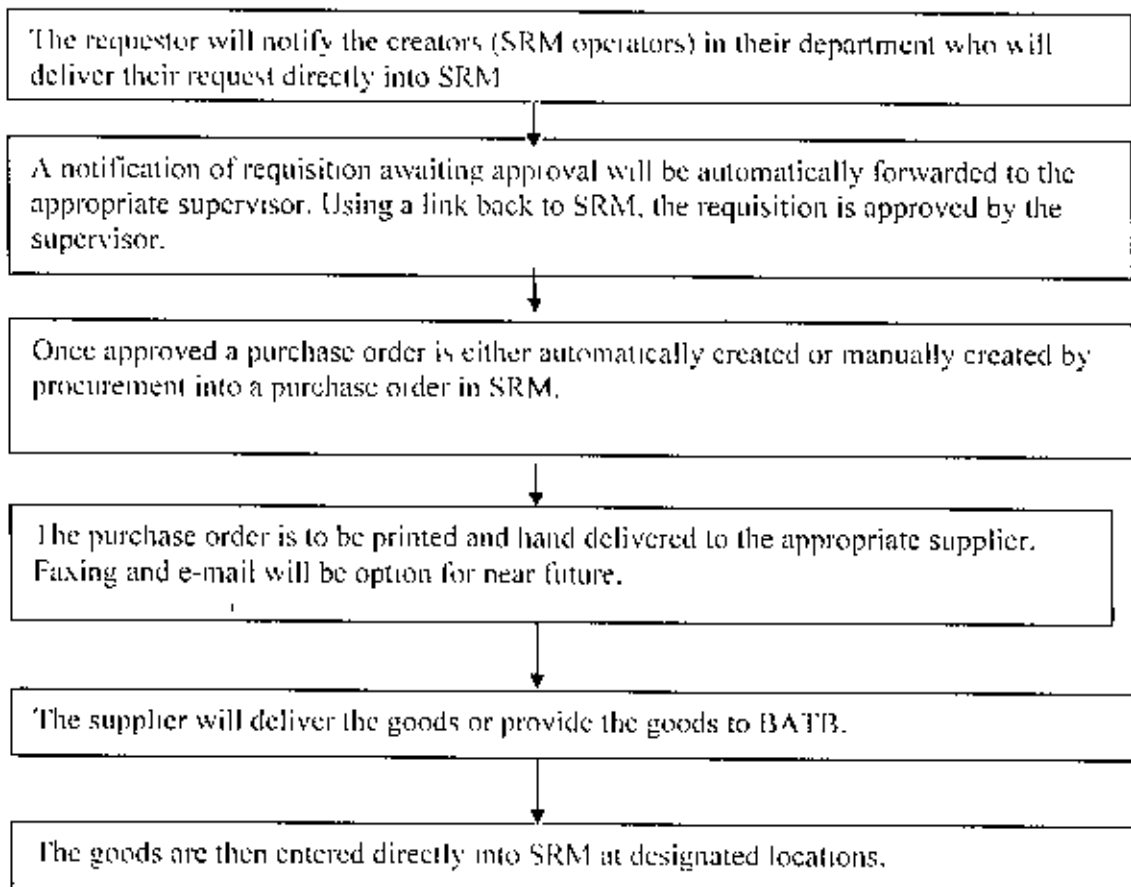 The requestor will notify the creators (SRM operators) in their department who will
deliver their request directly into SRM
A notification of requisition awaiting approval will be automatically forwarded to the
appropriate supervisor. Using a link back to SRM, the requisition is approved by the
supervisor.
Once approved a purchase order is either automatically created or manually created by
procurement into a purchase order in SRM.
The purchase order is to be printed and hand delivered to the appropriate supplier.
Faxing and e-mail will be option for near future.
The supplier will deliver the goods or provide the goods to BATB.
The goods are then entered directly into SRM at designated locations.